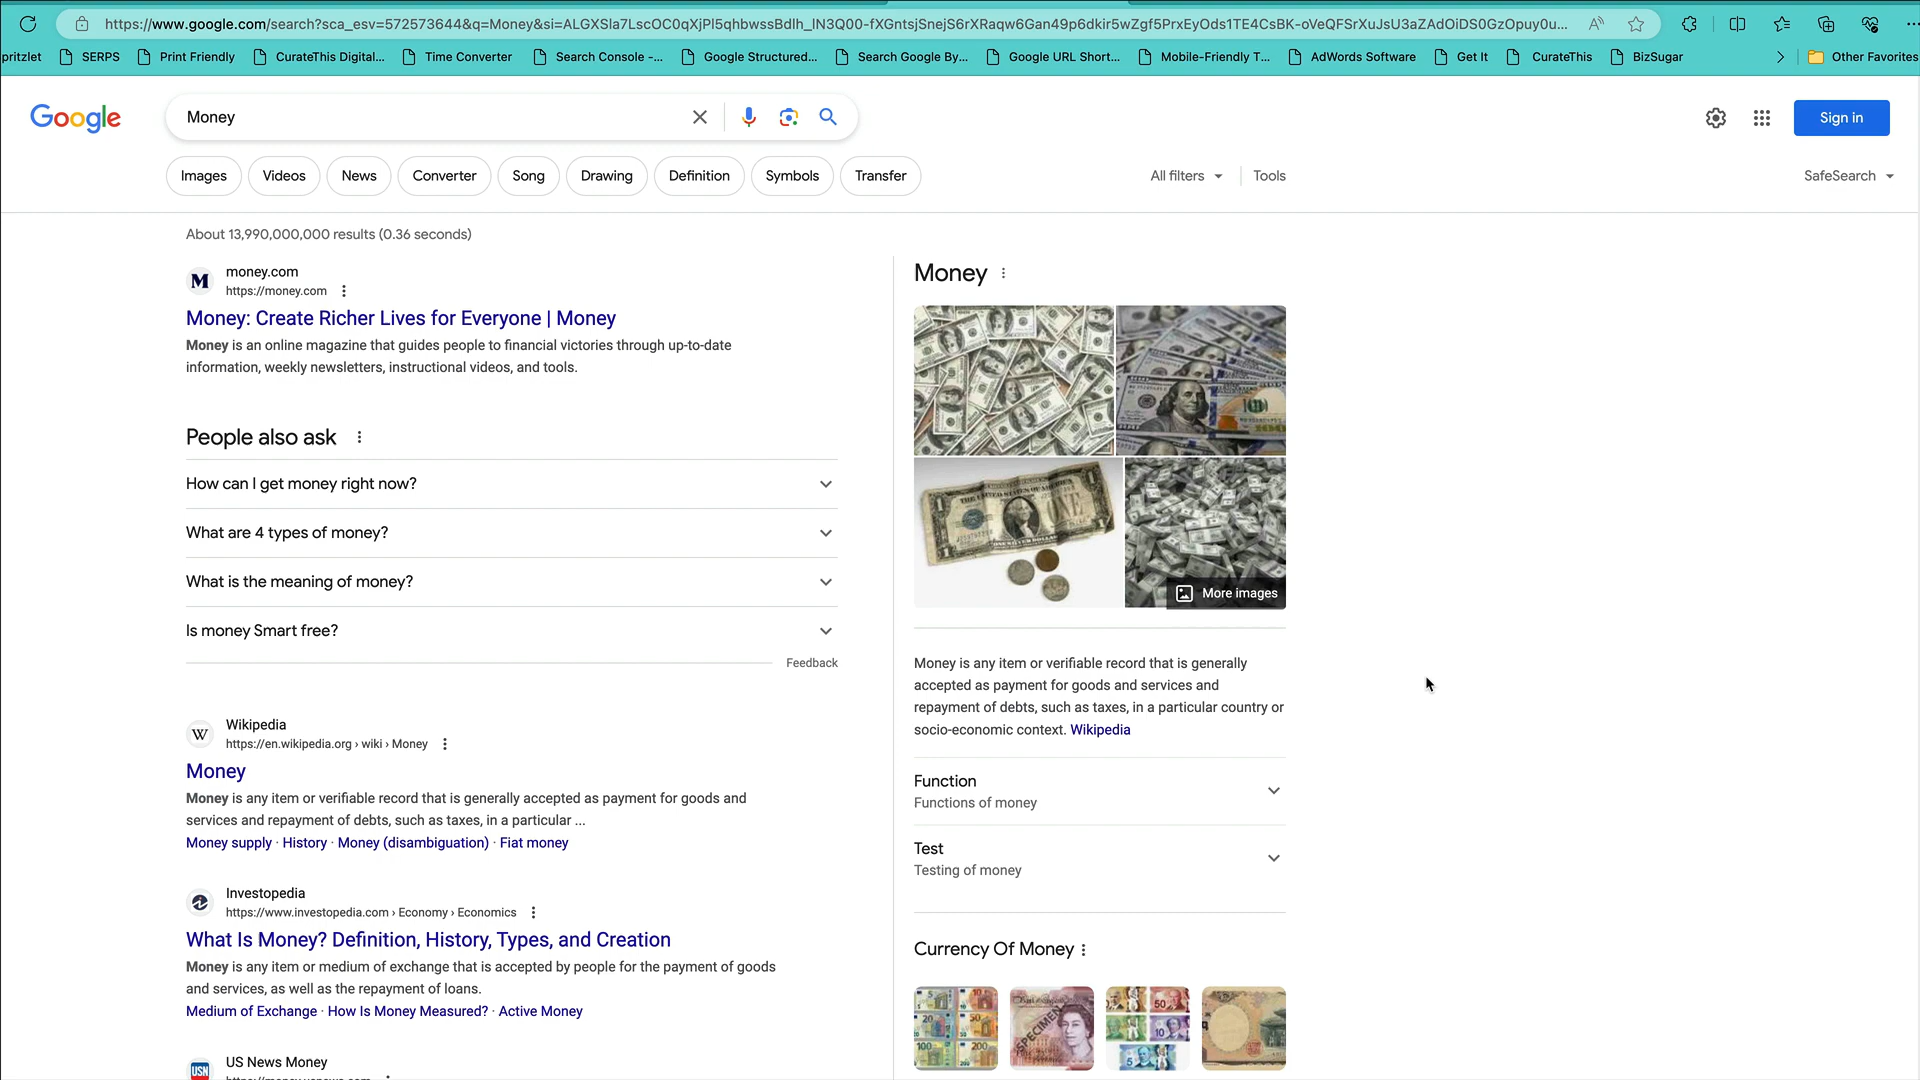 https://www.google.com/search?sca_esv=572573644&q=Money&si=ALGXSla7LscOC0qXjPl5qhbwssBdlh_IN3Q00-fXGntsjSnejS6rXRaqw6Gan49p6dkir5wZgf5PrxEyOds1TE4CsBK-oVeQFSrXuJsU3aZAdOiDS0GzOpuy0u...
pritzlet SERPS Print Friendly CurateThis Digital... Time Converter Search Console -... Google Structured... Search Google By... Google URL Short... Mobile-Friendly T... AdWords Software Get It CurateThis BizSugar Other Favorites
Google Money Sign in
Images Videos News Converter Song Drawing Definition Symbols Transfer All filters Tools SafeSearch
About 13,990,000,000 results (0.36 seconds)
M money.com
https://money.com
Money: Create Richer Lives for Everyone | Money
Money is an online magazine that guides people to financial victories through up-to-date
information, weekly newsletters, instructional videos, and tools.
People also ask
How can I get money right now?
What are 4 types of money?
What is the meaning of money?
Is money Smart free?
Feedback
W Wikipedia
https://en.wikipedia.org › wiki › Money
Money
Money is any item or verifiable record that is generally accepted as payment for goods and
services and repayment of debts, such as taxes, in a particular ...
Money supply · History · Money (disambiguation) · Fiat money
Investopedia
https://www.investopedia.com › Economy › Economics
What Is Money? Definition, History, Types, and Creation
Money is any item or medium of exchange that is accepted by people for the payment of goods
and services, as well as the repayment of loans.
Medium of Exchange · How Is Money Measured? · Active Money
USN US News Money
Money
More images
Money is any item or verifiable record that is generally
accepted as payment for goods and services and
repayment of debts, such as taxes, in a particular country or
socio-economic context. Wikipedia
Function
Functions of money
Test
Testing of money
Currency Of Money
SPECIMEN